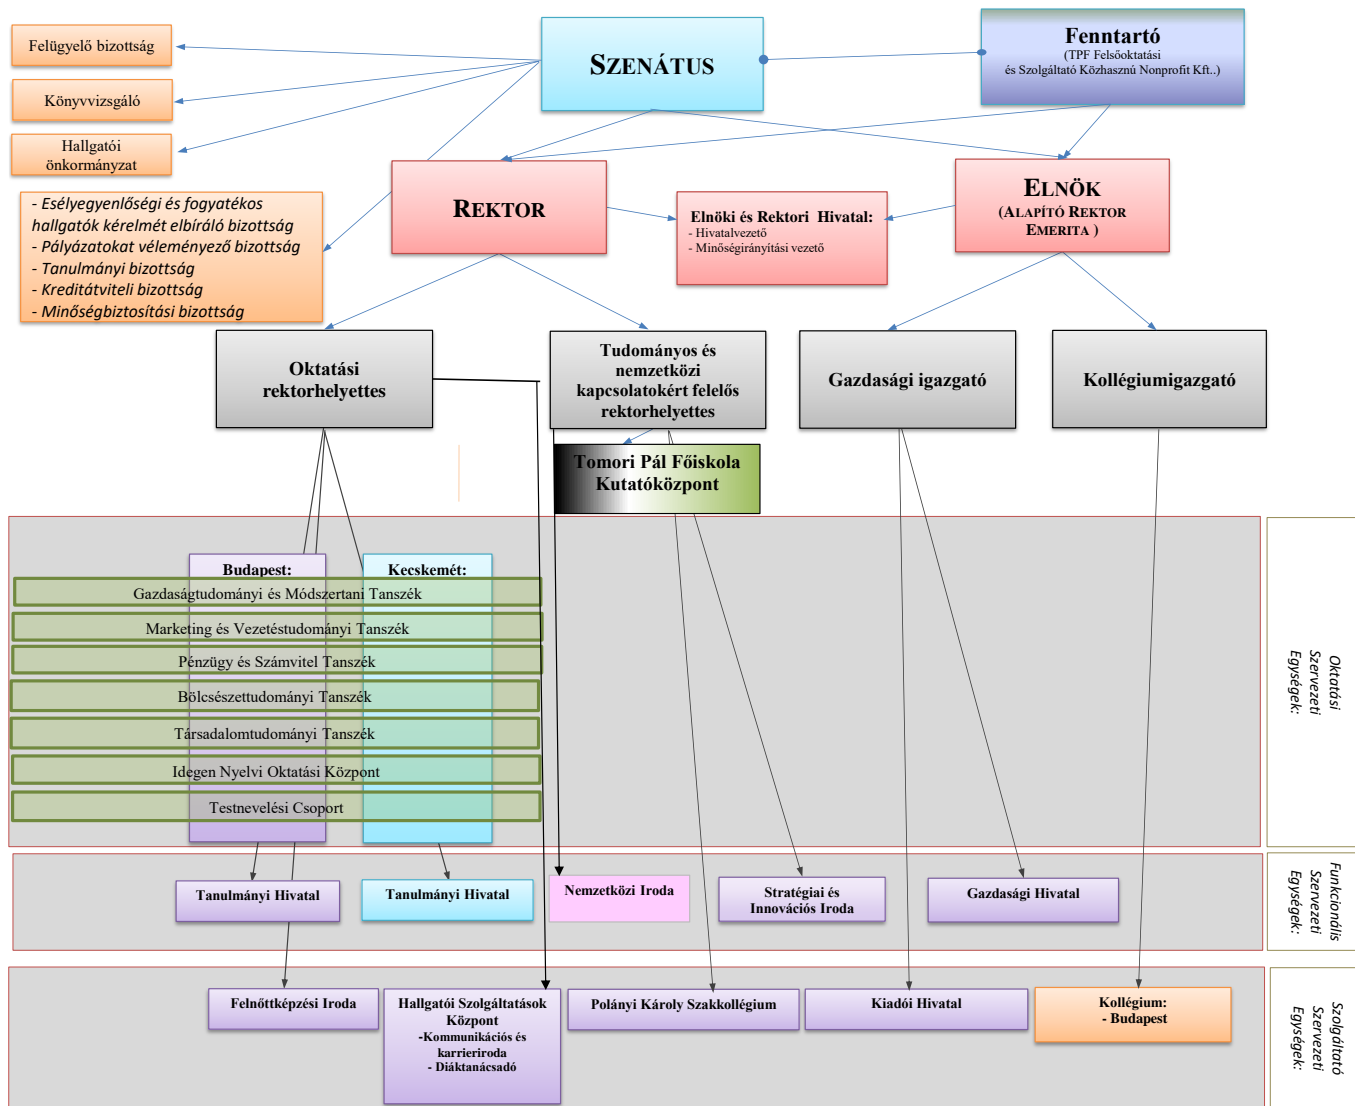 Felügyelő bizottság
Könyvvizsgáló
Hallgatói
önkormányzat
SZENÁTUS
Fenntartó
(TPF Felsőoktatási
és Szolgáltató Közhasznú Nonprofit Kft..)
- Esélyegyenlőségi és fogyatékos
hallgatók kérelmét elbíráló bizottság
- Pályázatokat véleményező bizottság
- Tanulmányi bizottság
- Kreditátviteli bizottság
- Minőségbiztosítási bizottság
REKTOR
Elnöki és Rektori Hivatal:
- Hivatalvezető
- Minőségirányítási vezető
ELNÖK
(ALAPÍTÓ REKTOR
EMERITA )
Oktatási
rektorhelyettes
Tudományos és
nemzetközi
kapcsolatokért felelős
rektorhelyettes
Gazdasági igazgató
Kollégiumigazgató
Tomori Pál Főiskola
Kutatóközpont
Budapest:
Kecskemét:
Gazdaságtudományi és Módszertani Tanszék
Marketing és Vezetéstudományi Tanszék
Pénzügy és Számvitel Tanszék
Bölcsészettudományi Tanszék
Társadalomtudományi Tanszék
Idegen Nyelvi Oktatási Központ
Testnevelési Csoport
Oktatási
Szervezeti
Egységek:
Tanulmányi Hivatal
Tanulmányi Hivatal
Nemzetközi Iroda
Stratégiai és
Innovációs Iroda
Gazdasági Hivatal
Funkcionális
Szervezeti
Egységek:
Felnőttképzési Iroda
Hallgatói Szolgáltatások
Központ
-Kommunikációs és
karrieriroda
- Diáktanácsadó
Polányi Károly Szakkollégium
Kiadói Hivatal
Kollégium:
- Budapest
Szolgáltató
Szervezeti
Egységek: